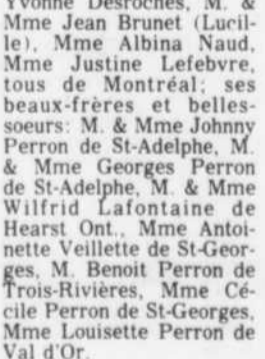 Yvonne Desroches, M. &
Mme Jean Brunet (Lucil-
le), Mme Albina Naud,
Mme Justine Lefebvre,
tous de Montréal; ses
beaux-frères et belles-
soeurs: M. & Mme Johnny
Perron de St-Adelphe, M.
& Mme Georges Perron
de St-Adelphe, M. & Mme
Wilfrid Lafontaine de
Hearst Ont., Mme Antoi-
nette Veillette de St-Geor-
ges, M. Benoit Perron de
Trois-Rivières, Mme Cé-
cile Perron de St-Georges,
Mme Louisette Perron de
Val d'Or.